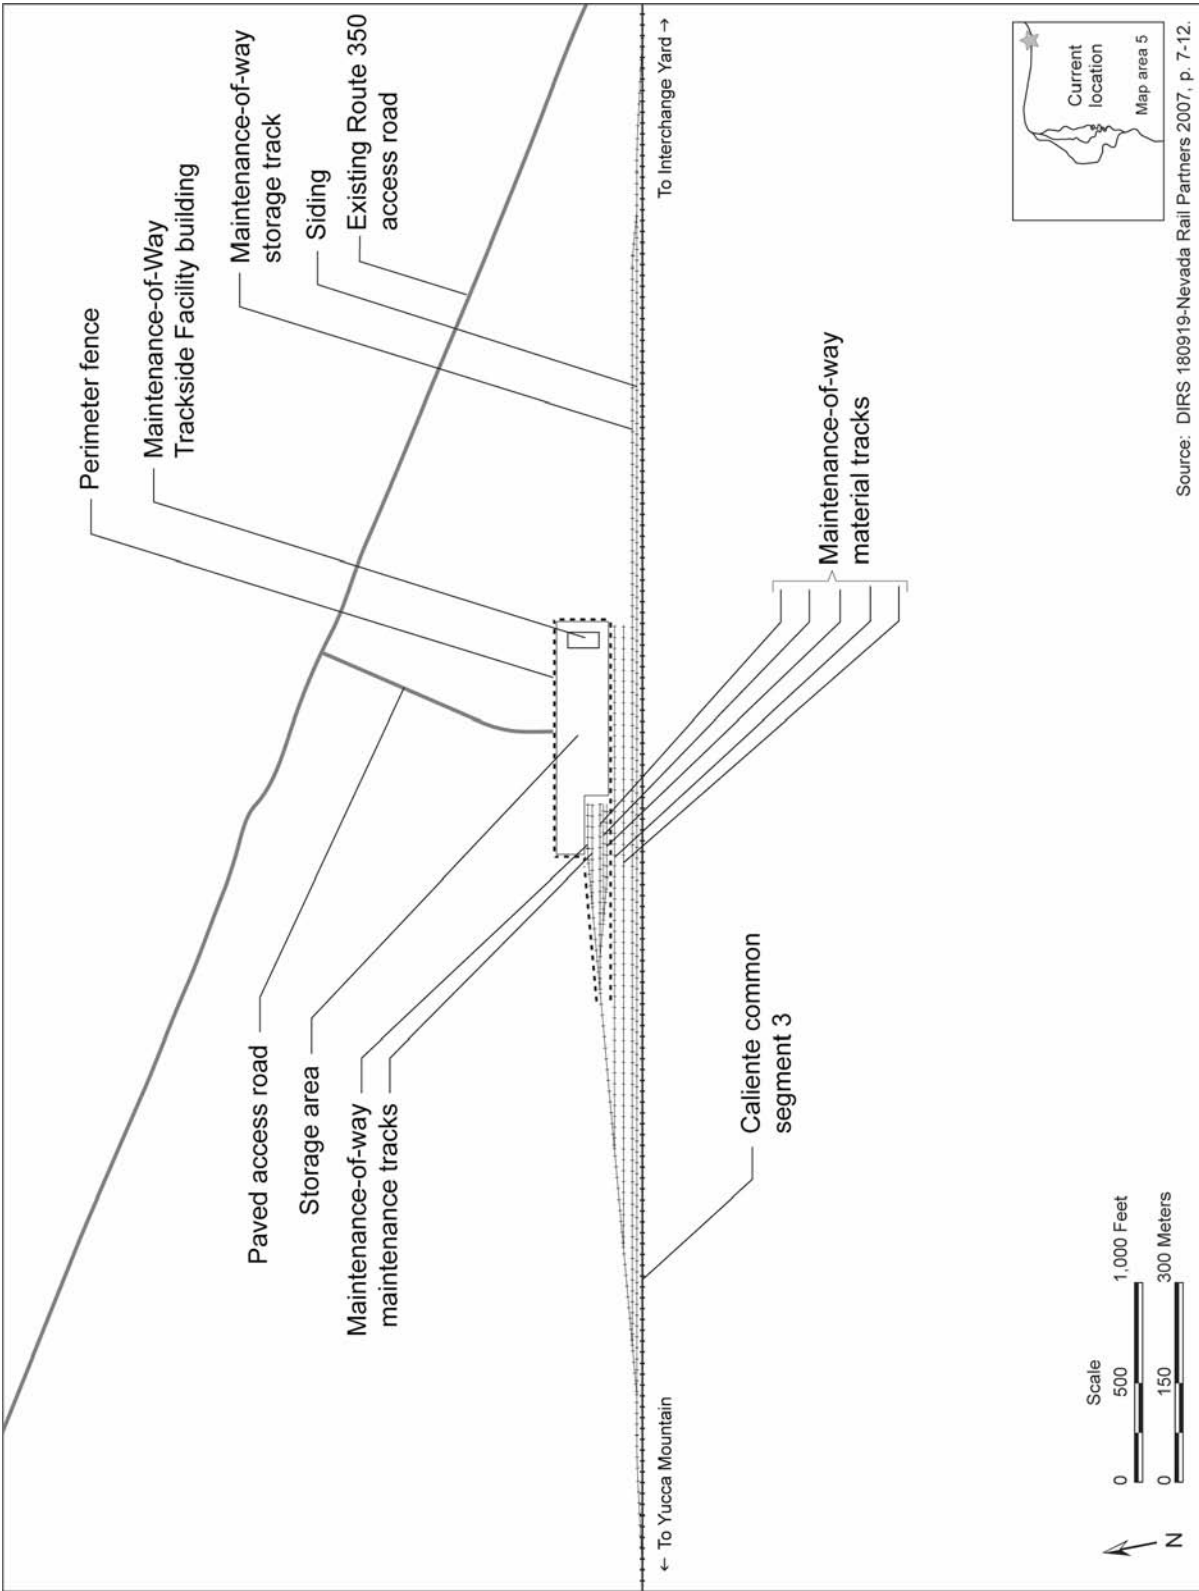 Perimeter fence
Maintenance-of-Way
Trackside Facility building
Maintenance-of-way
storage track
Siding
Existing Route 350
access road
Paved access road
Storage area
Maintenance-of-way
maintenance tracks
Maintenance-of-way
material tracks
Caliente common
segment 3
← To Yucca Mountain
To Interchange Yard →
N
Scale
0 500 1,000 Feet
0 150 300 Meters
Current
location
Map area 5
Source: DIRS 180919-Nevada Rail Partners 2007, p. 7-12.